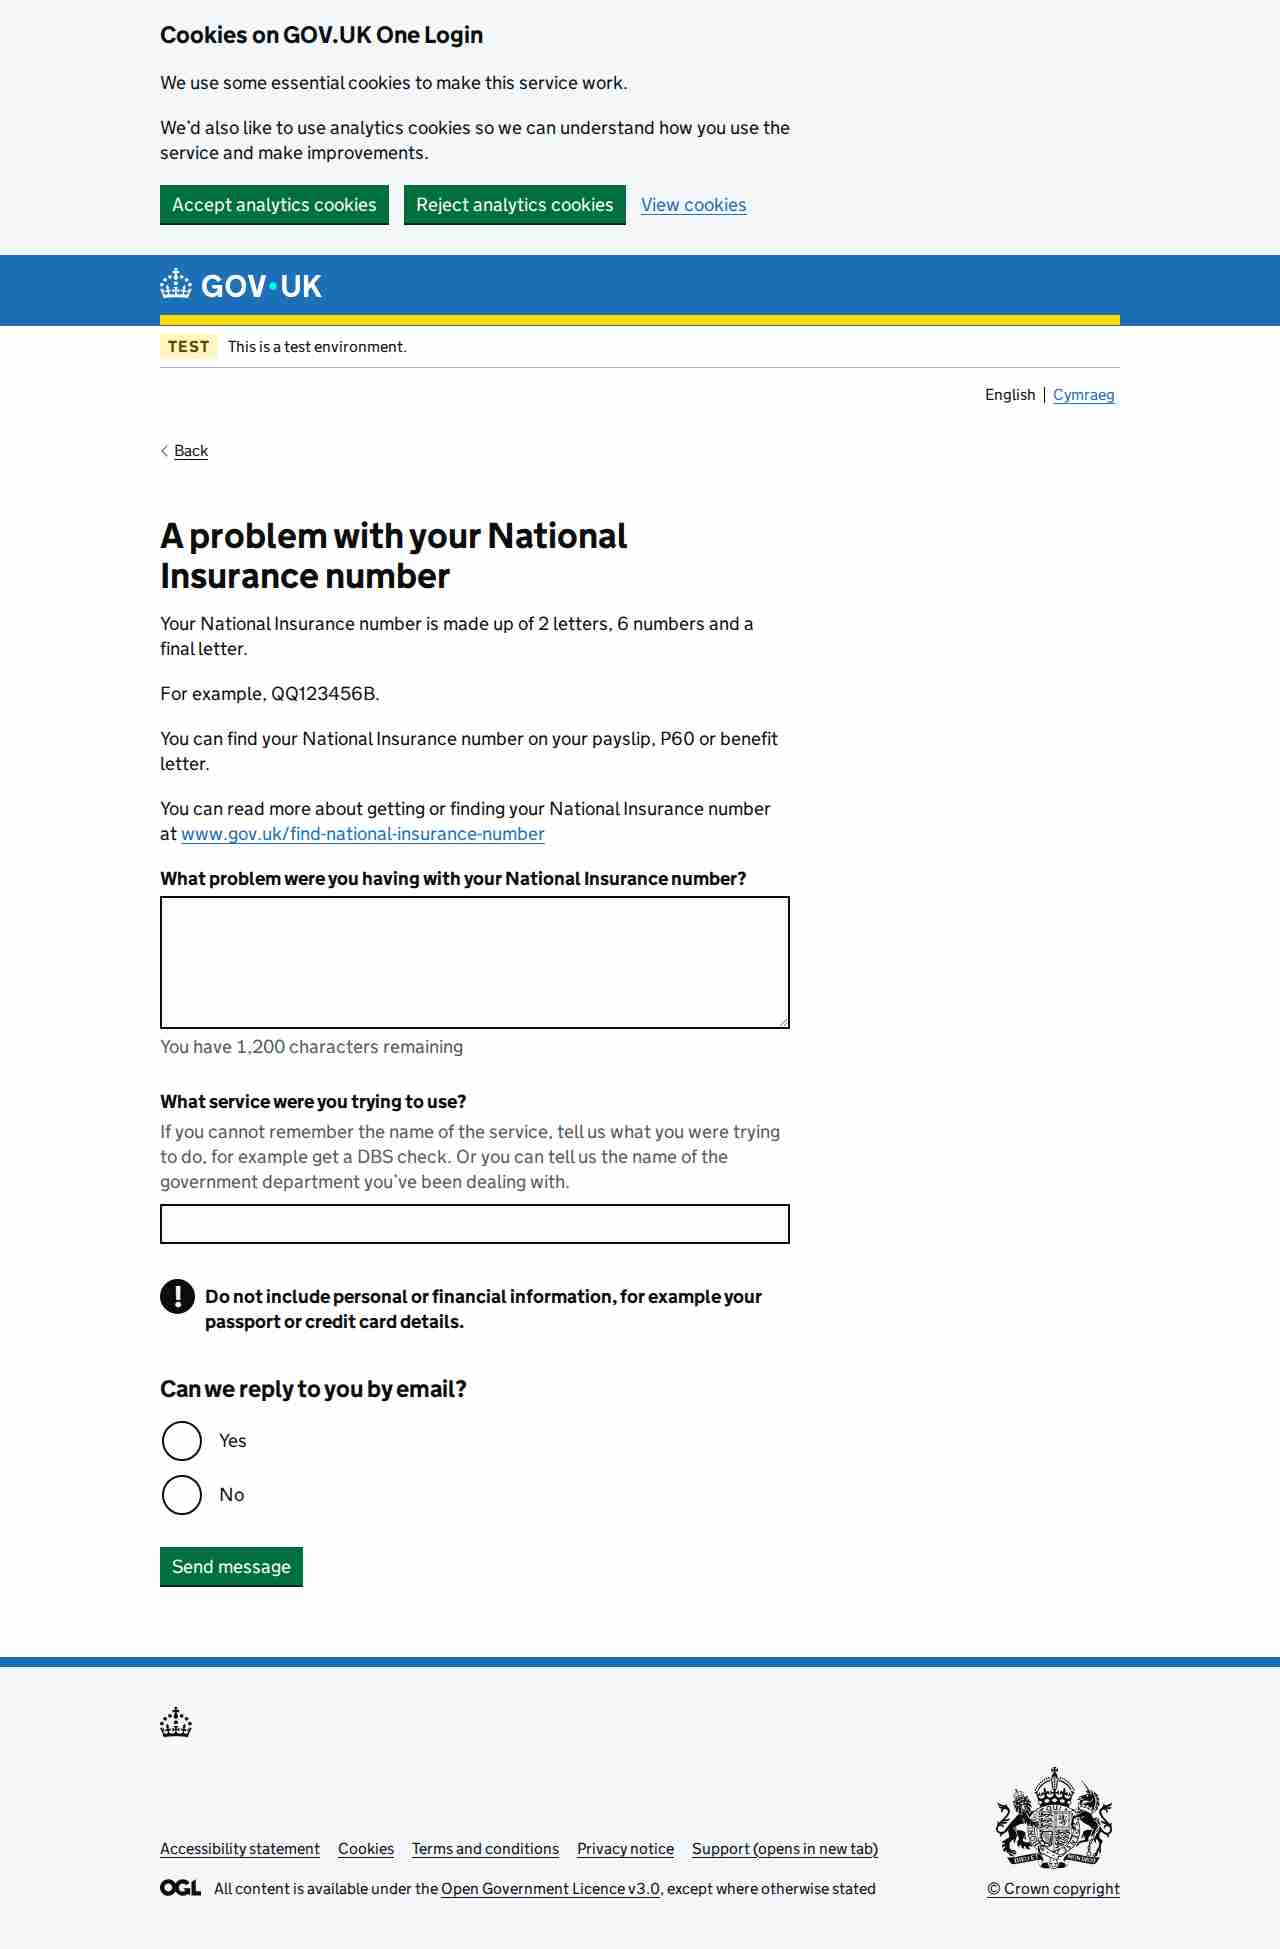 Cookies on GOV.UK One Login
We use some essential cookies to make this service work.
We’d also like to use analytics cookies so we can understand how you use the
service and make improvements.
Accept analytics cookies Reject analytics cookies View cookies
GOV·UK
TEST This is a test environment.
English Cymraeg
Back
A problem with your National
Insurance number
Your National Insurance number is made up of 2 letters, 6 numbers and a
final letter.
For example, QQ123456B.
You can find your National Insurance number on your payslip, P60 or benefit
letter.
You can read more about getting or finding your National Insurance number
at www.gov.uk/find-national-insurance-number
What problem were you having with your National Insurance number?
You have 1,200 characters remaining
What service were you trying to use?
If you cannot remember the name of the service, tell us what you were trying
to do, for example get a DBS check. Or you can tell us the name of the
government department you’ve been dealing with.
! Do not include personal or financial information, for example your
passport or credit card details.
Can we reply to you by email?
Yes
No
Send message
Accessibility statement Cookies Terms and conditions Privacy notice Support (opens in new tab)
OGL All content is available under the Open Government Licence v3.0, except where otherwise stated
© Crown copyright